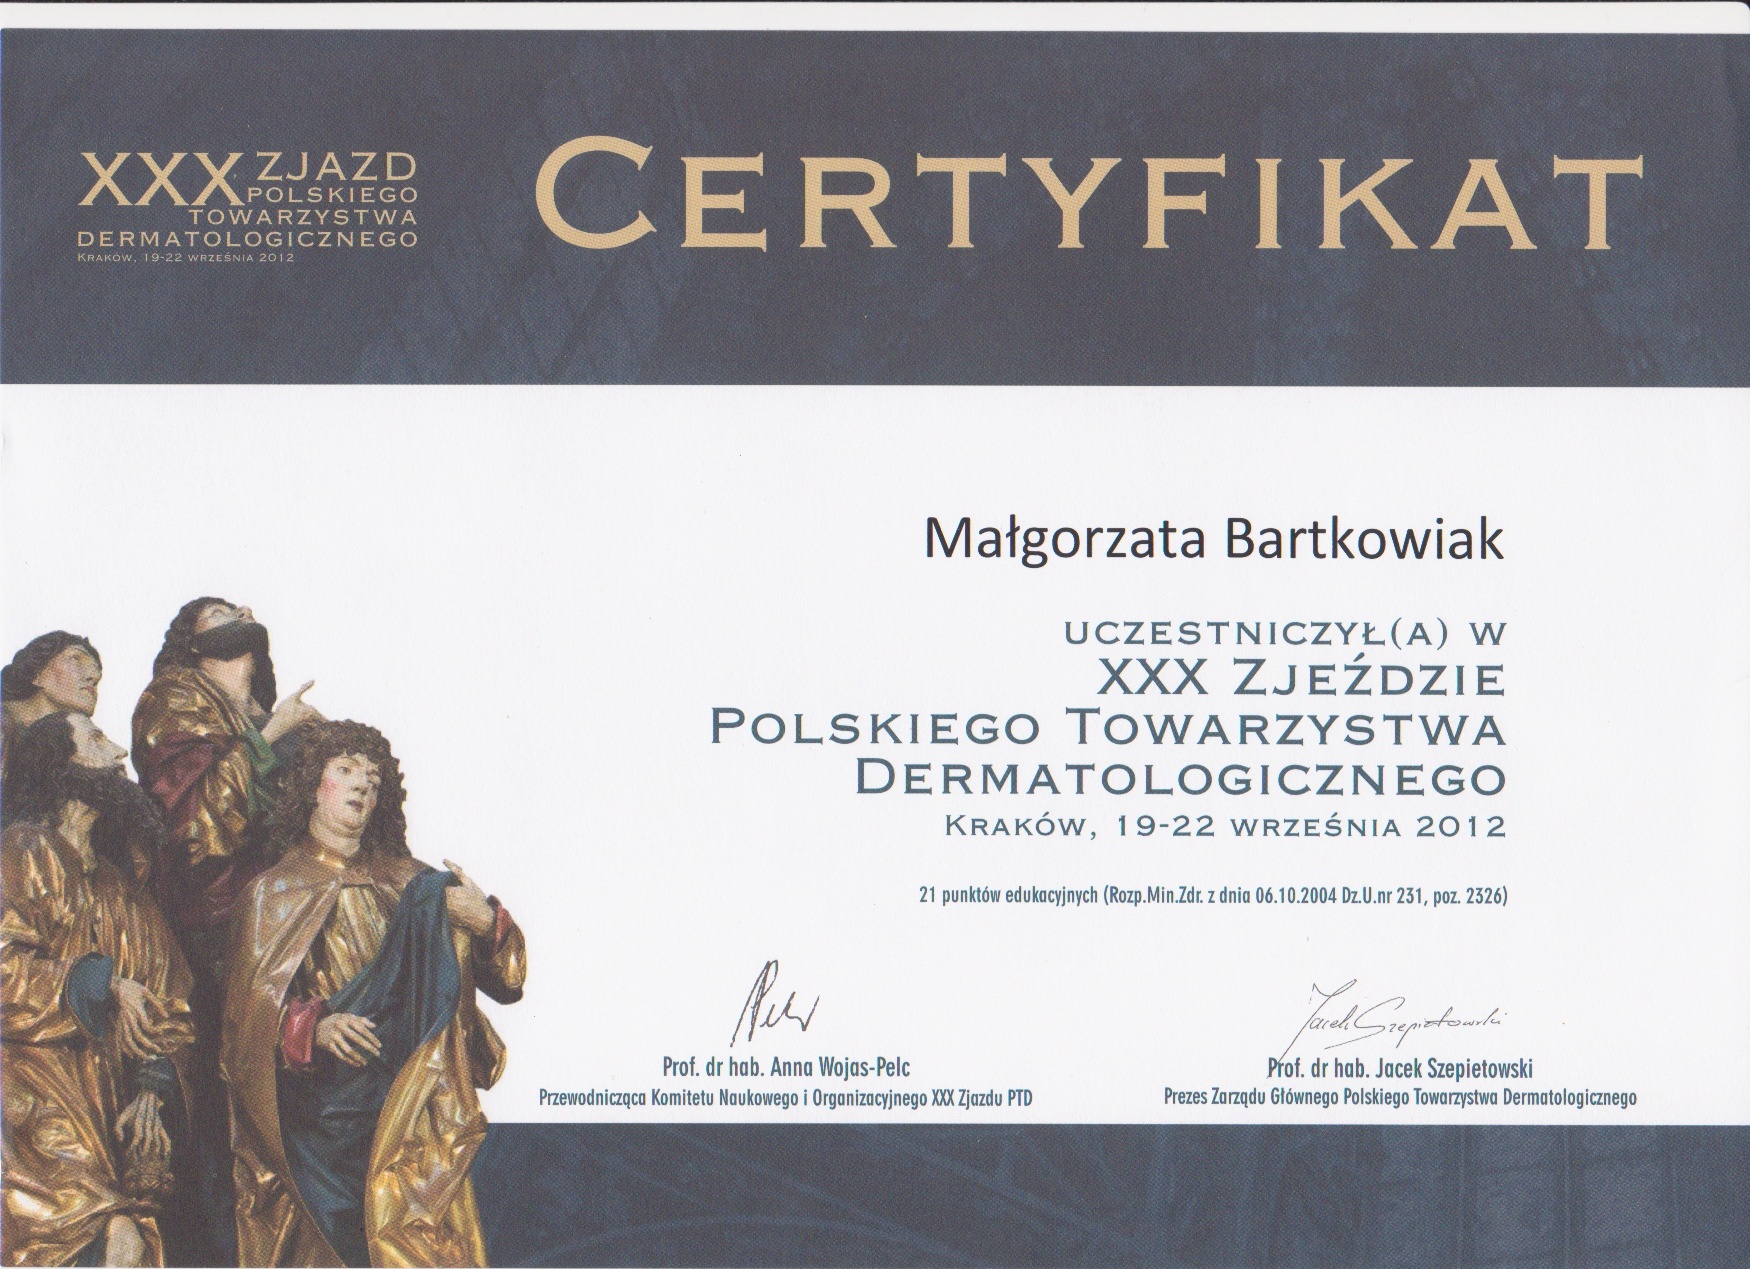 XXX ZJAZD
POLSKIEGO
TOWARZYSTWA
DERMATOLOGICZNEGO
KRAKÓW, 19-22 WRZEŚNIA 2012
CERTYFIKAT
Małgorzata Bartkowiak
UCZESTNICZYŁ(A) W
XXX ZJEŹDZIE
POLSKIEGO TOWARZYSTWA
DERMATOLOGICZNEGO
KRAKÓW, 19-22 WRZEŚNIA 2012
21 punktów edukacyjnych (Rozp.Min.Zdr. z dnia 06.10.2004 Dz.U.nr 231, poz. 2326)
Pelc
Prof. dr hab. Anna Wojas-Pelc
Przewodnicząca Komitetu Naukowego i Organizacyjnego XXX Zjazdu PTD
Jacek Szepietowski
Prof. dr hab. Jacek Szepietowski
Prezes Zarządu Głównego Polskiego Towarzystwa Dermatologicznego